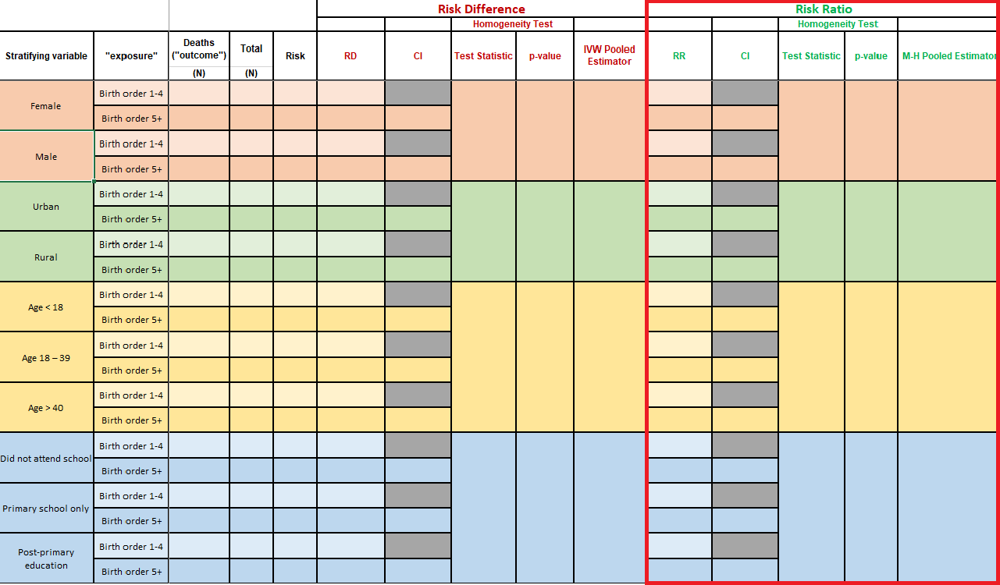 Risk Difference Risk Ratio
Homogeneity Test Homogeneity Test
Stratifying variable "exposure" Deaths ("outcome") Total Risk RD CI Test Statistic p-value IVW Pooled Estimator RR CI Test Statistic p-value M-H Pooled Estimator
(N) (N)
Female Birth order 1-4
Birth order 5+
Male Birth order 1-4
Birth order 5+
Urban Birth order 1-4
Birth order 5+
Rural Birth order 1-4
Birth order 5+
Age < 18 Birth order 1-4
Birth order 5+
Age 18 – 39 Birth order 1-4
Birth order 5+
Age > 40 Birth order 1-4
Birth order 5+
Did not attend school Birth order 1-4
Birth order 5+
Primary school only Birth order 1-4
Birth order 5+
Post-primary education Birth order 1-4
Birth order 5+